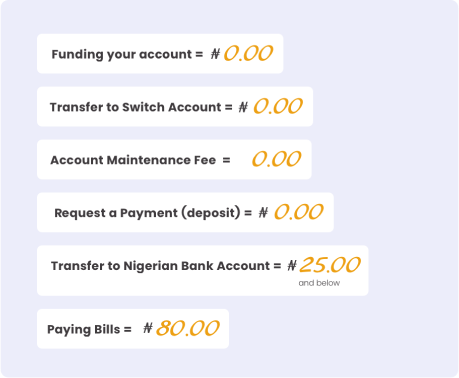 Funding your account = ₦ 0.00
Transfer to Switch Account = ₦ 0.00
Account Maintenance Fee = 0.00
Request a Payment (deposit) = ₦ 0.00
Transfer to Nigerian Bank Account = ₦ 25.00
and below
Paying Bills = ₦ 80.00